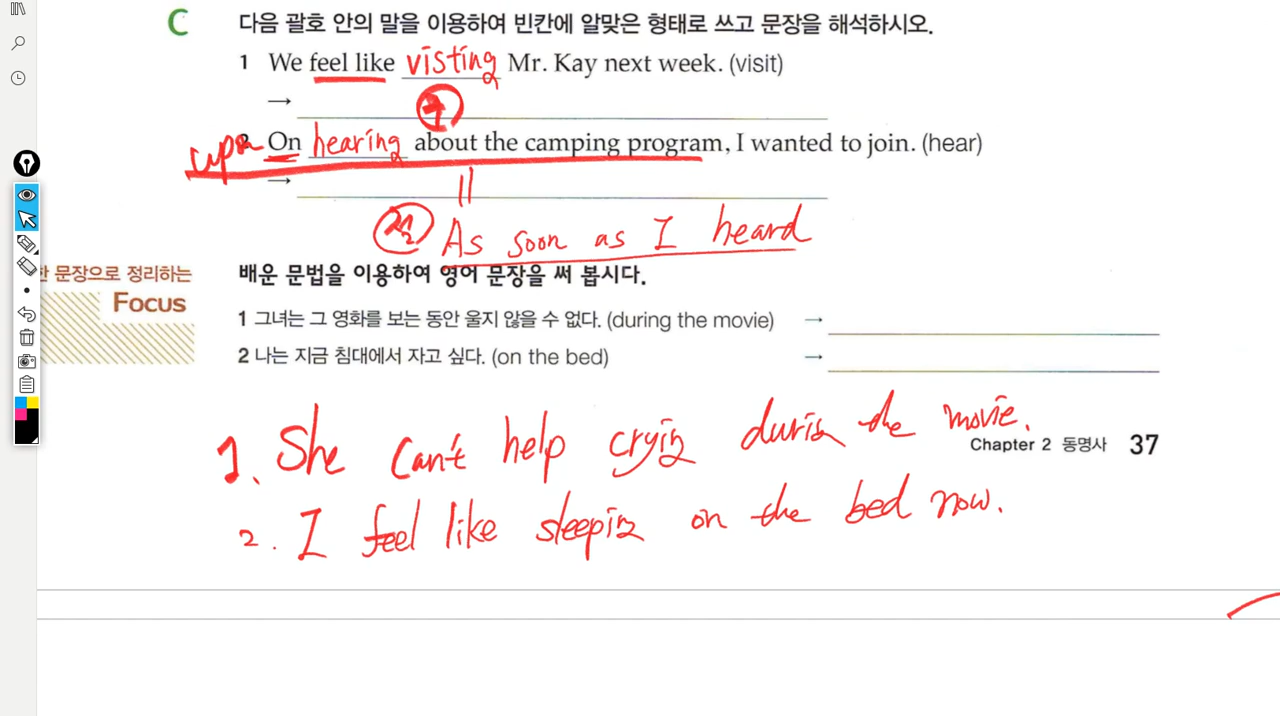 C 다음 괄호 안의 말을 이용하여 빈칸에 알맞은 형태로 쓰고 문장을 해석하시오.
1 We feel like visting Mr. Kay next week. (visit)
→
2 On hearing about the camping program, I wanted to join. (hear)
upon
→
||
As soon as I heard
문장으로 정리하는
Focus
배운 문법을 이용하여 영어 문장을 써 봅시다.
1 그녀는 그 영화를 보는 동안 울지 않을 수 없다. (during the movie) →
2 나는 지금 침대에서 자고 싶다. (on the bed) →
1. She can't help crying during the movie.
Chapter 2 동명사 37
2. I feel like sleeping on the bed now.